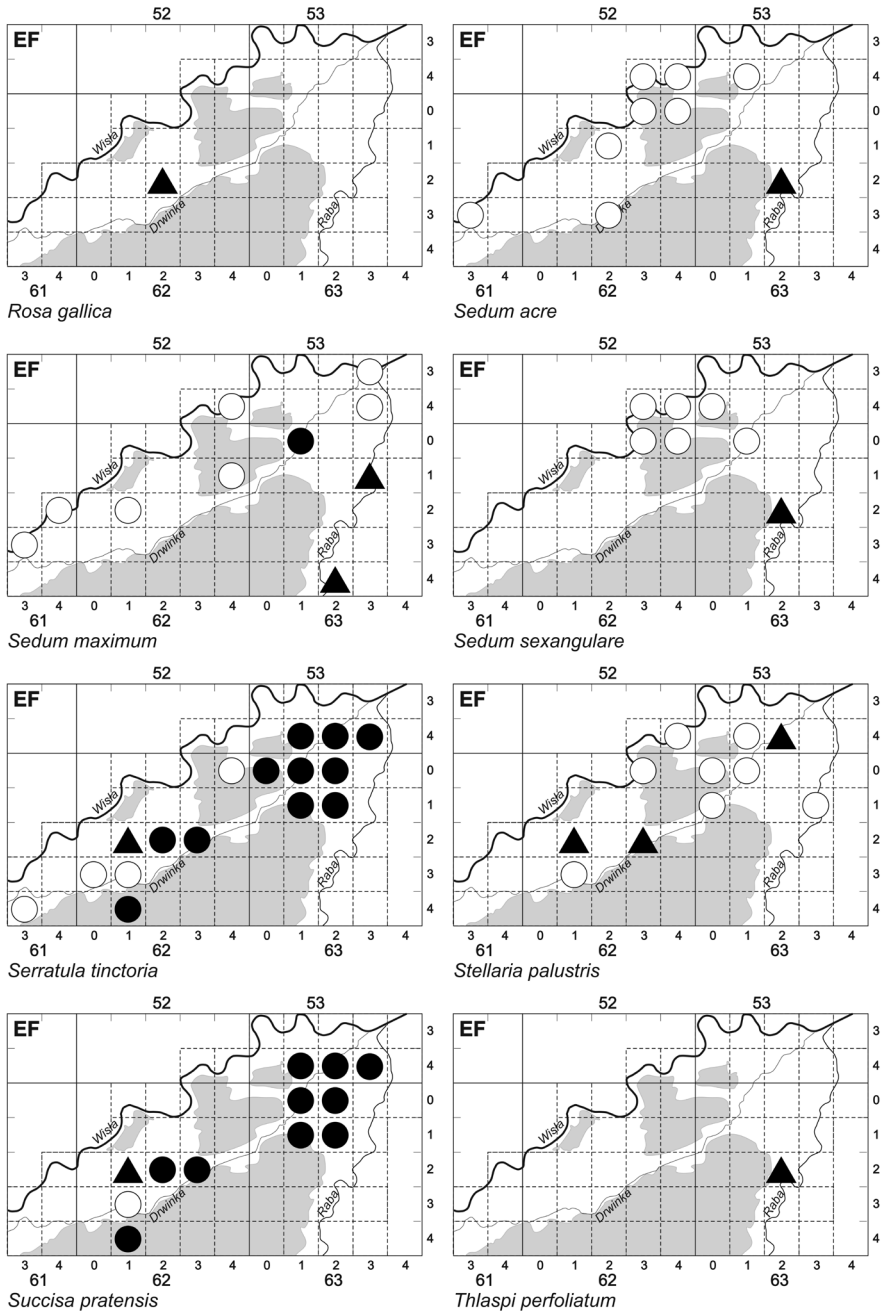 52 53
EF 3
4
0
Wisła 1
2
Drwinka Raba 3
4
3 4 0 1 2 3 4 0 1 2 3 4
61 62 63
Rosa gallica
52 53
EF 3
4
0
Wisła 1
2
Raba 3
4
3 4 0 1 2 3 4 0 1 2 3 4
61 62 63
Sedum acre
52 53
EF 3
4
0
Wisła 1
2
Drwinka Raba 3
4
3 4 0 1 2 3 4 0 1 2 3 4
61 62 63
Sedum maximum
52 53
EF 3
4
0
Wisła 1
2
Drwinka Raba 3
4
3 4 0 1 2 3 4 0 1 2 3 4
61 62 63
Sedum sexangulare
52 53
EF 3
4
0
Wisła 1
2
Drwinka Raba 3
4
3 4 0 1 2 3 4 0 1 2 3 4
61 62 63
Serratula tinctoria
52 53
EF 3
4
0
Wisła 1
2
Drwinka Raba 3
4
3 4 0 1 2 3 4 0 1 2 3 4
61 62 63
Stellaria palustris
52 53
EF 3
4
0
Wisła 1
2
Drwinka Raba 3
4
3 4 0 1 2 3 4 0 1 2 3 4
61 62 63
Succisa pratensis
52 53
EF 3
4
0
Wisła 1
2
Drwinka Raba 3
4
3 4 0 1 2 3 4 0 1 2 3 4
61 62 63
Thlaspi perfoliatum